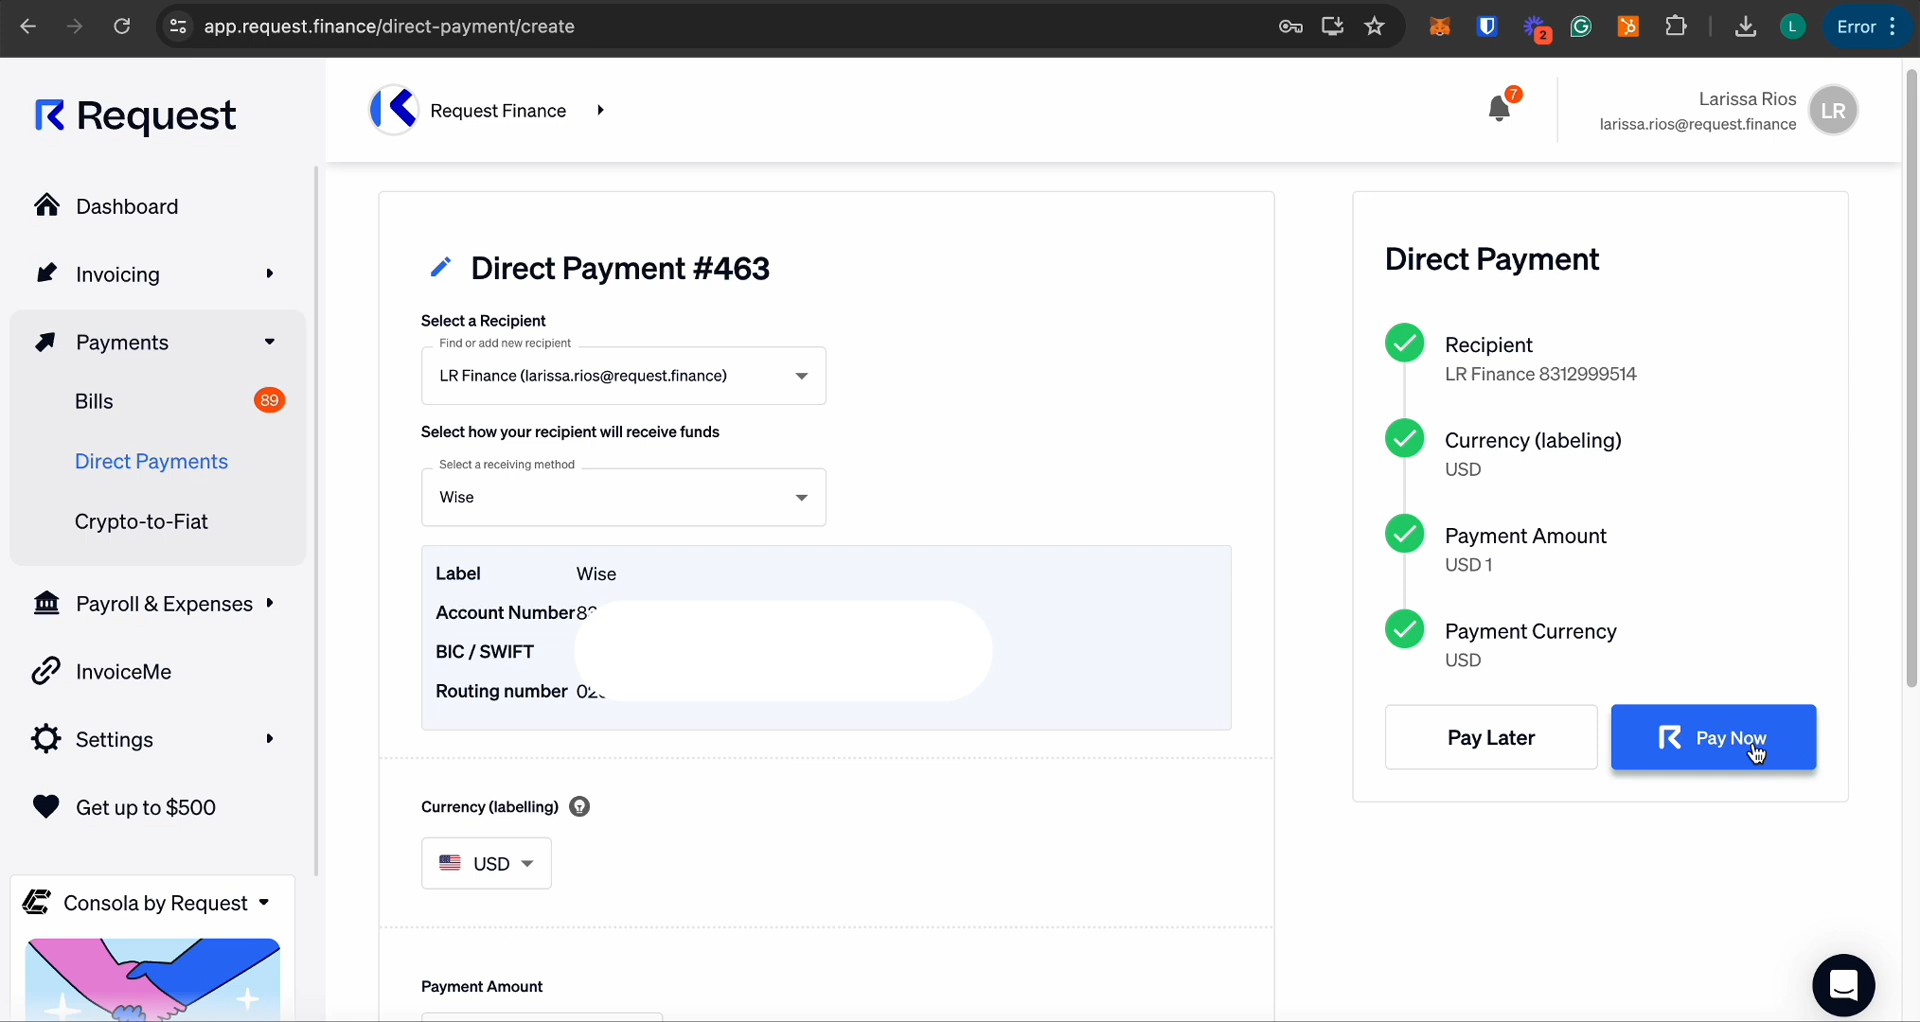 app.request.finance/direct-payment/create
2
L
Error
Request
Request Finance
7
Larissa Rios
larissa.rios@request.finance
LR
Dashboard
Invoicing
Payments
Bills
89
Direct Payments
Crypto-to-Fiat
Payroll & Expenses
InvoiceMe
Settings
Get up to $500
Consola by Request
Direct Payment #463
Select a Recipient
Find or add new recipient
LR Finance (larissa.rios@request.finance)
Select how your recipient will receive funds
Select a receiving method
Wise
Label Wise
Account Number
BIC / SWIFT
Routing number
Currency (labelling)
USD
Payment Amount
Direct Payment
Recipient
LR Finance 8312999514
Currency (labeling)
USD
Payment Amount
USD 1
Payment Currency
USD
Pay Later
Pay Now